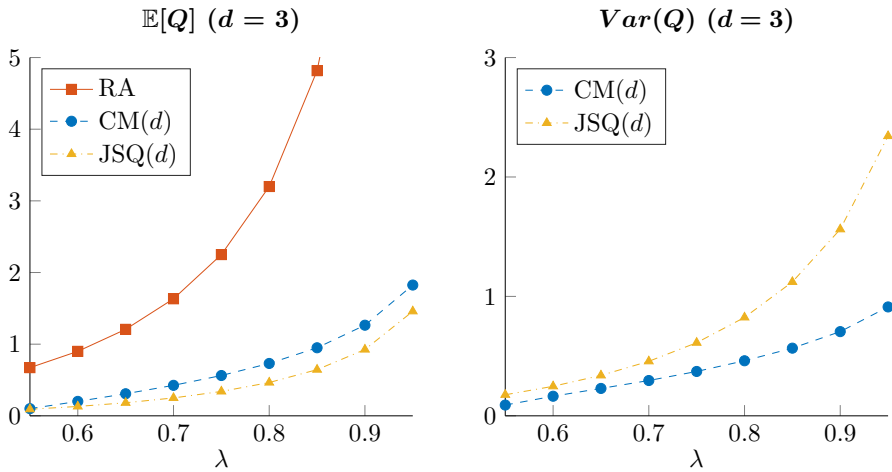 𝔼[Q] (d = 3)
5
4
3
2
1
0
RA
CM(d)
JSQ(d)
0.6 0.7 0.8 0.9
λ
Var(Q) (d = 3)
3
2
1
0
CM(d)
JSQ(d)
0.6 0.7 0.8 0.9
λ